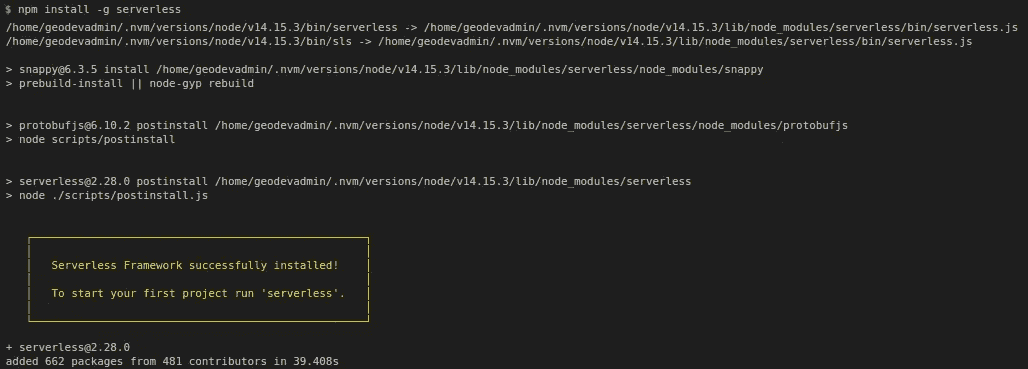 $ npm install -g serverless
/home/geodevadmin/.nvm/versions/node/v14.15.3/bin/serverless -> /home/geodevadmin/.nvm/versions/node/v14.15.3/lib/node_modules/serverless/bin/serverless.js
/home/geodevadmin/.nvm/versions/node/v14.15.3/bin/sls -> /home/geodevadmin/.nvm/versions/node/v14.15.3/lib/node_modules/serverless/bin/serverless.js
> snappy@6.3.5 install /home/geodevadmin/.nvm/versions/node/v14.15.3/lib/node_modules/serverless/node_modules/snappy
> prebuild-install || node-gyp rebuild
> protobufjs@6.10.2 postinstall /home/geodevadmin/.nvm/versions/node/v14.15.3/lib/node_modules/serverless/node_modules/protobufjs
> node scripts/postinstall
> serverless@2.28.0 postinstall /home/geodevadmin/.nvm/versions/node/v14.15.3/lib/node_modules/serverless
> node ./scripts/postinstall.js
Serverless Framework successfully installed!
To start your first project run 'serverless'.
+ serverless@2.28.0
added 662 packages from 481 contributors in 39.408s